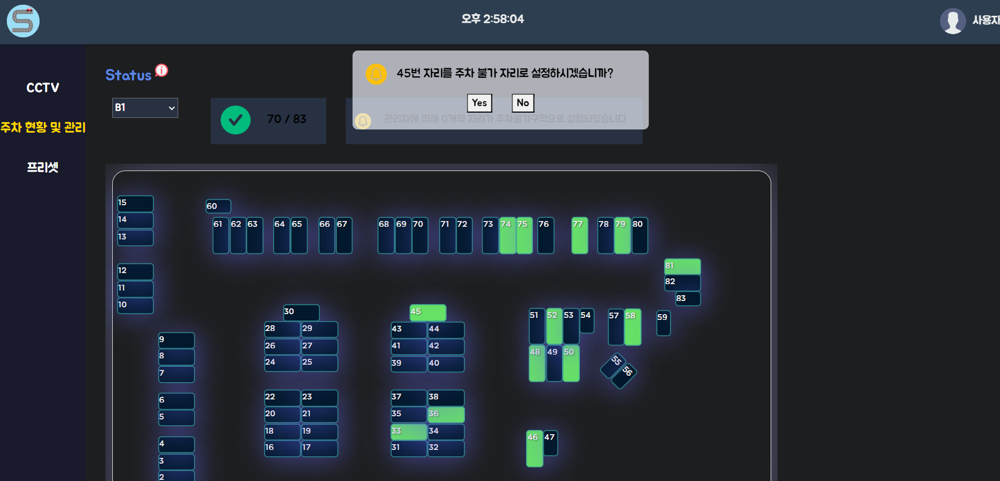 오후 2:58:04
사용자
CCTV
주차 현황 및 관리
프리셋
Status i
B1
70 / 83
45번 자리를 주차 불가 자리로 설정하시겠습니까?
Yes No
관리자에 의해 0개의 자리가 주차불가구역으로 설정되었습니다
15
14
13
12
11
10
9
8
7
6
5
4
3
2
60
61 62 63 64 65 66 67 68 69 70 71 72 73 74 75 76 77 78 79 80
81
82
83
30
28 29
26 27
24 25
22 23
20 21
18 19
16 17
45
43 44
41 42
39 40
37 38
35 36
33 34
31 32
51 52 53 54
48 49 50
57 58
59
55
56
46 47